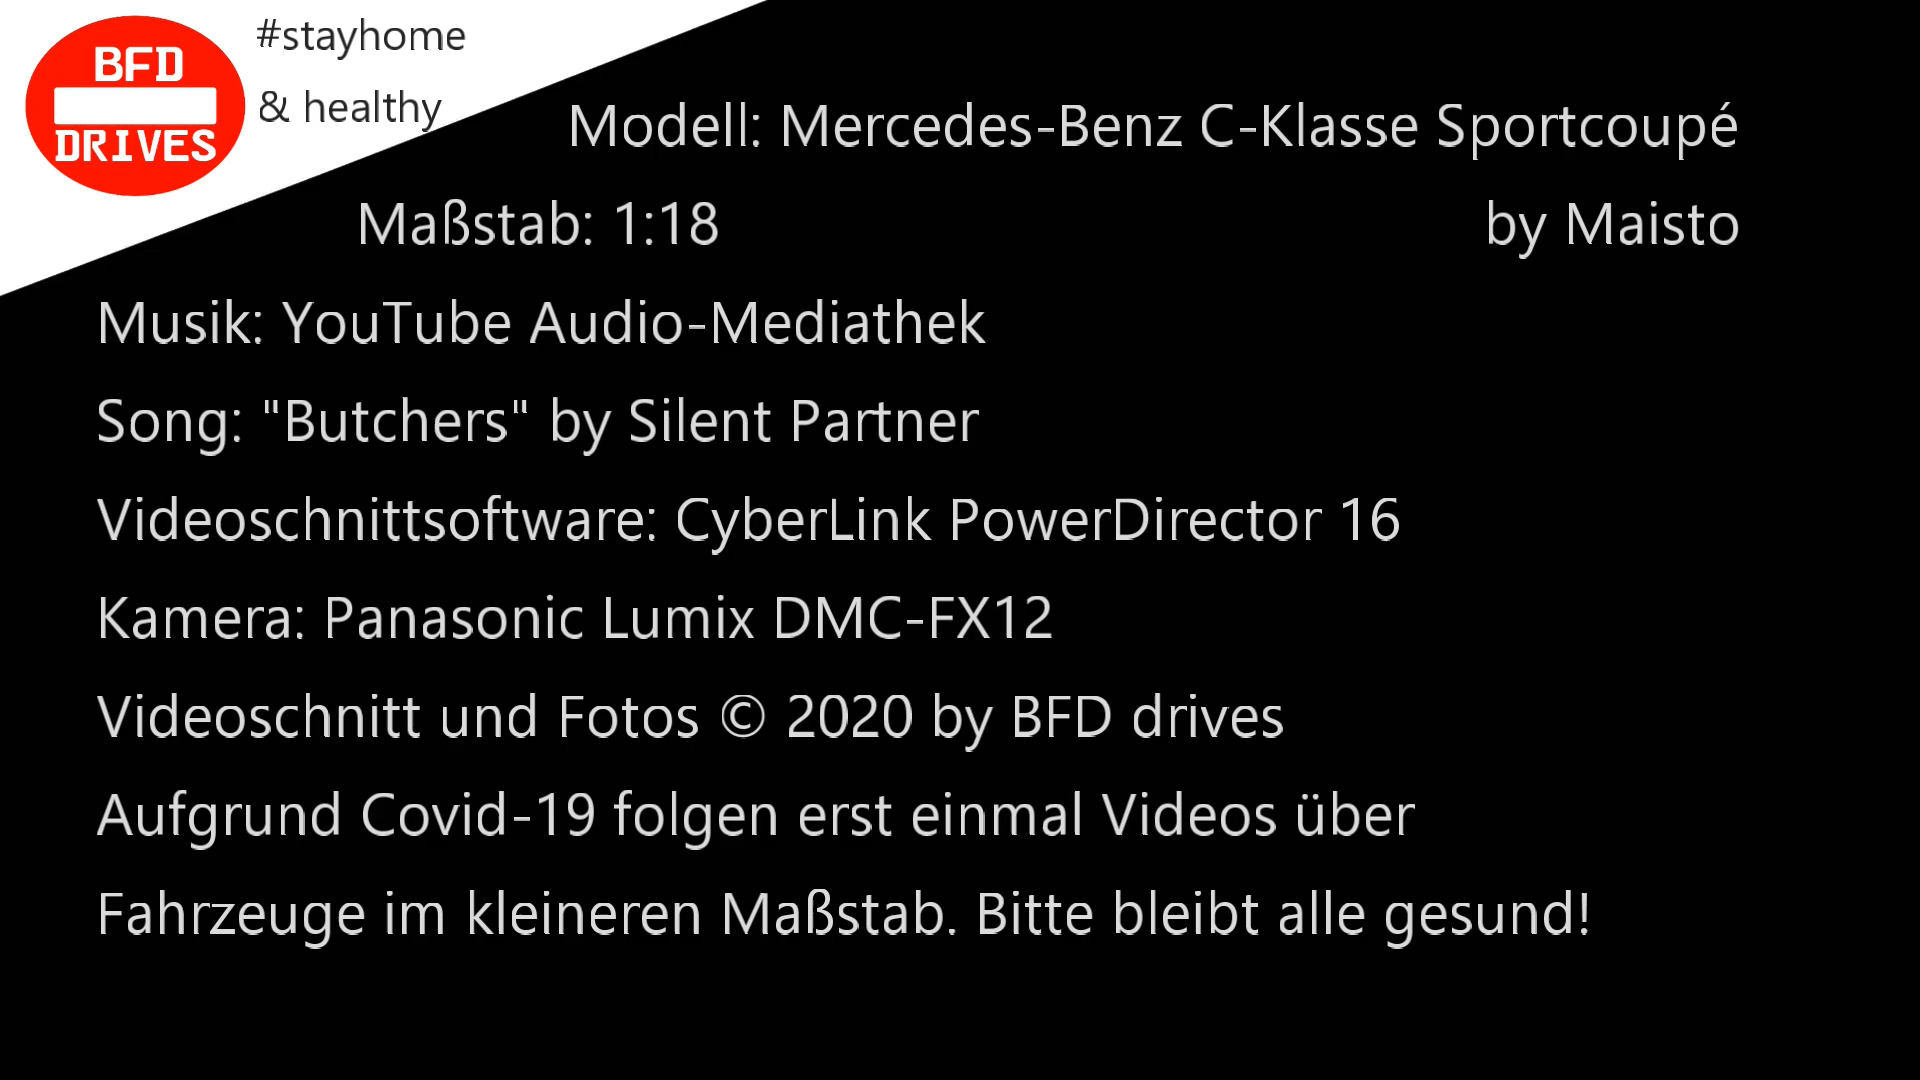 BFD
DRIVES
#stayhome
& healthy
Modell: Mercedes-Benz C-Klasse Sportcoupé
Maßstab: 1:18 by Maisto
Musik: YouTube Audio-Mediathek
Song: "Butchers" by Silent Partner
Videoschnittsoftware: CyberLink PowerDirector 16
Kamera: Panasonic Lumix DMC-FX12
Videoschnitt und Fotos © 2020 by BFD drives
Aufgrund Covid-19 folgen erst einmal Videos über
Fahrzeuge im kleineren Maßstab. Bitte bleibt alle gesund!